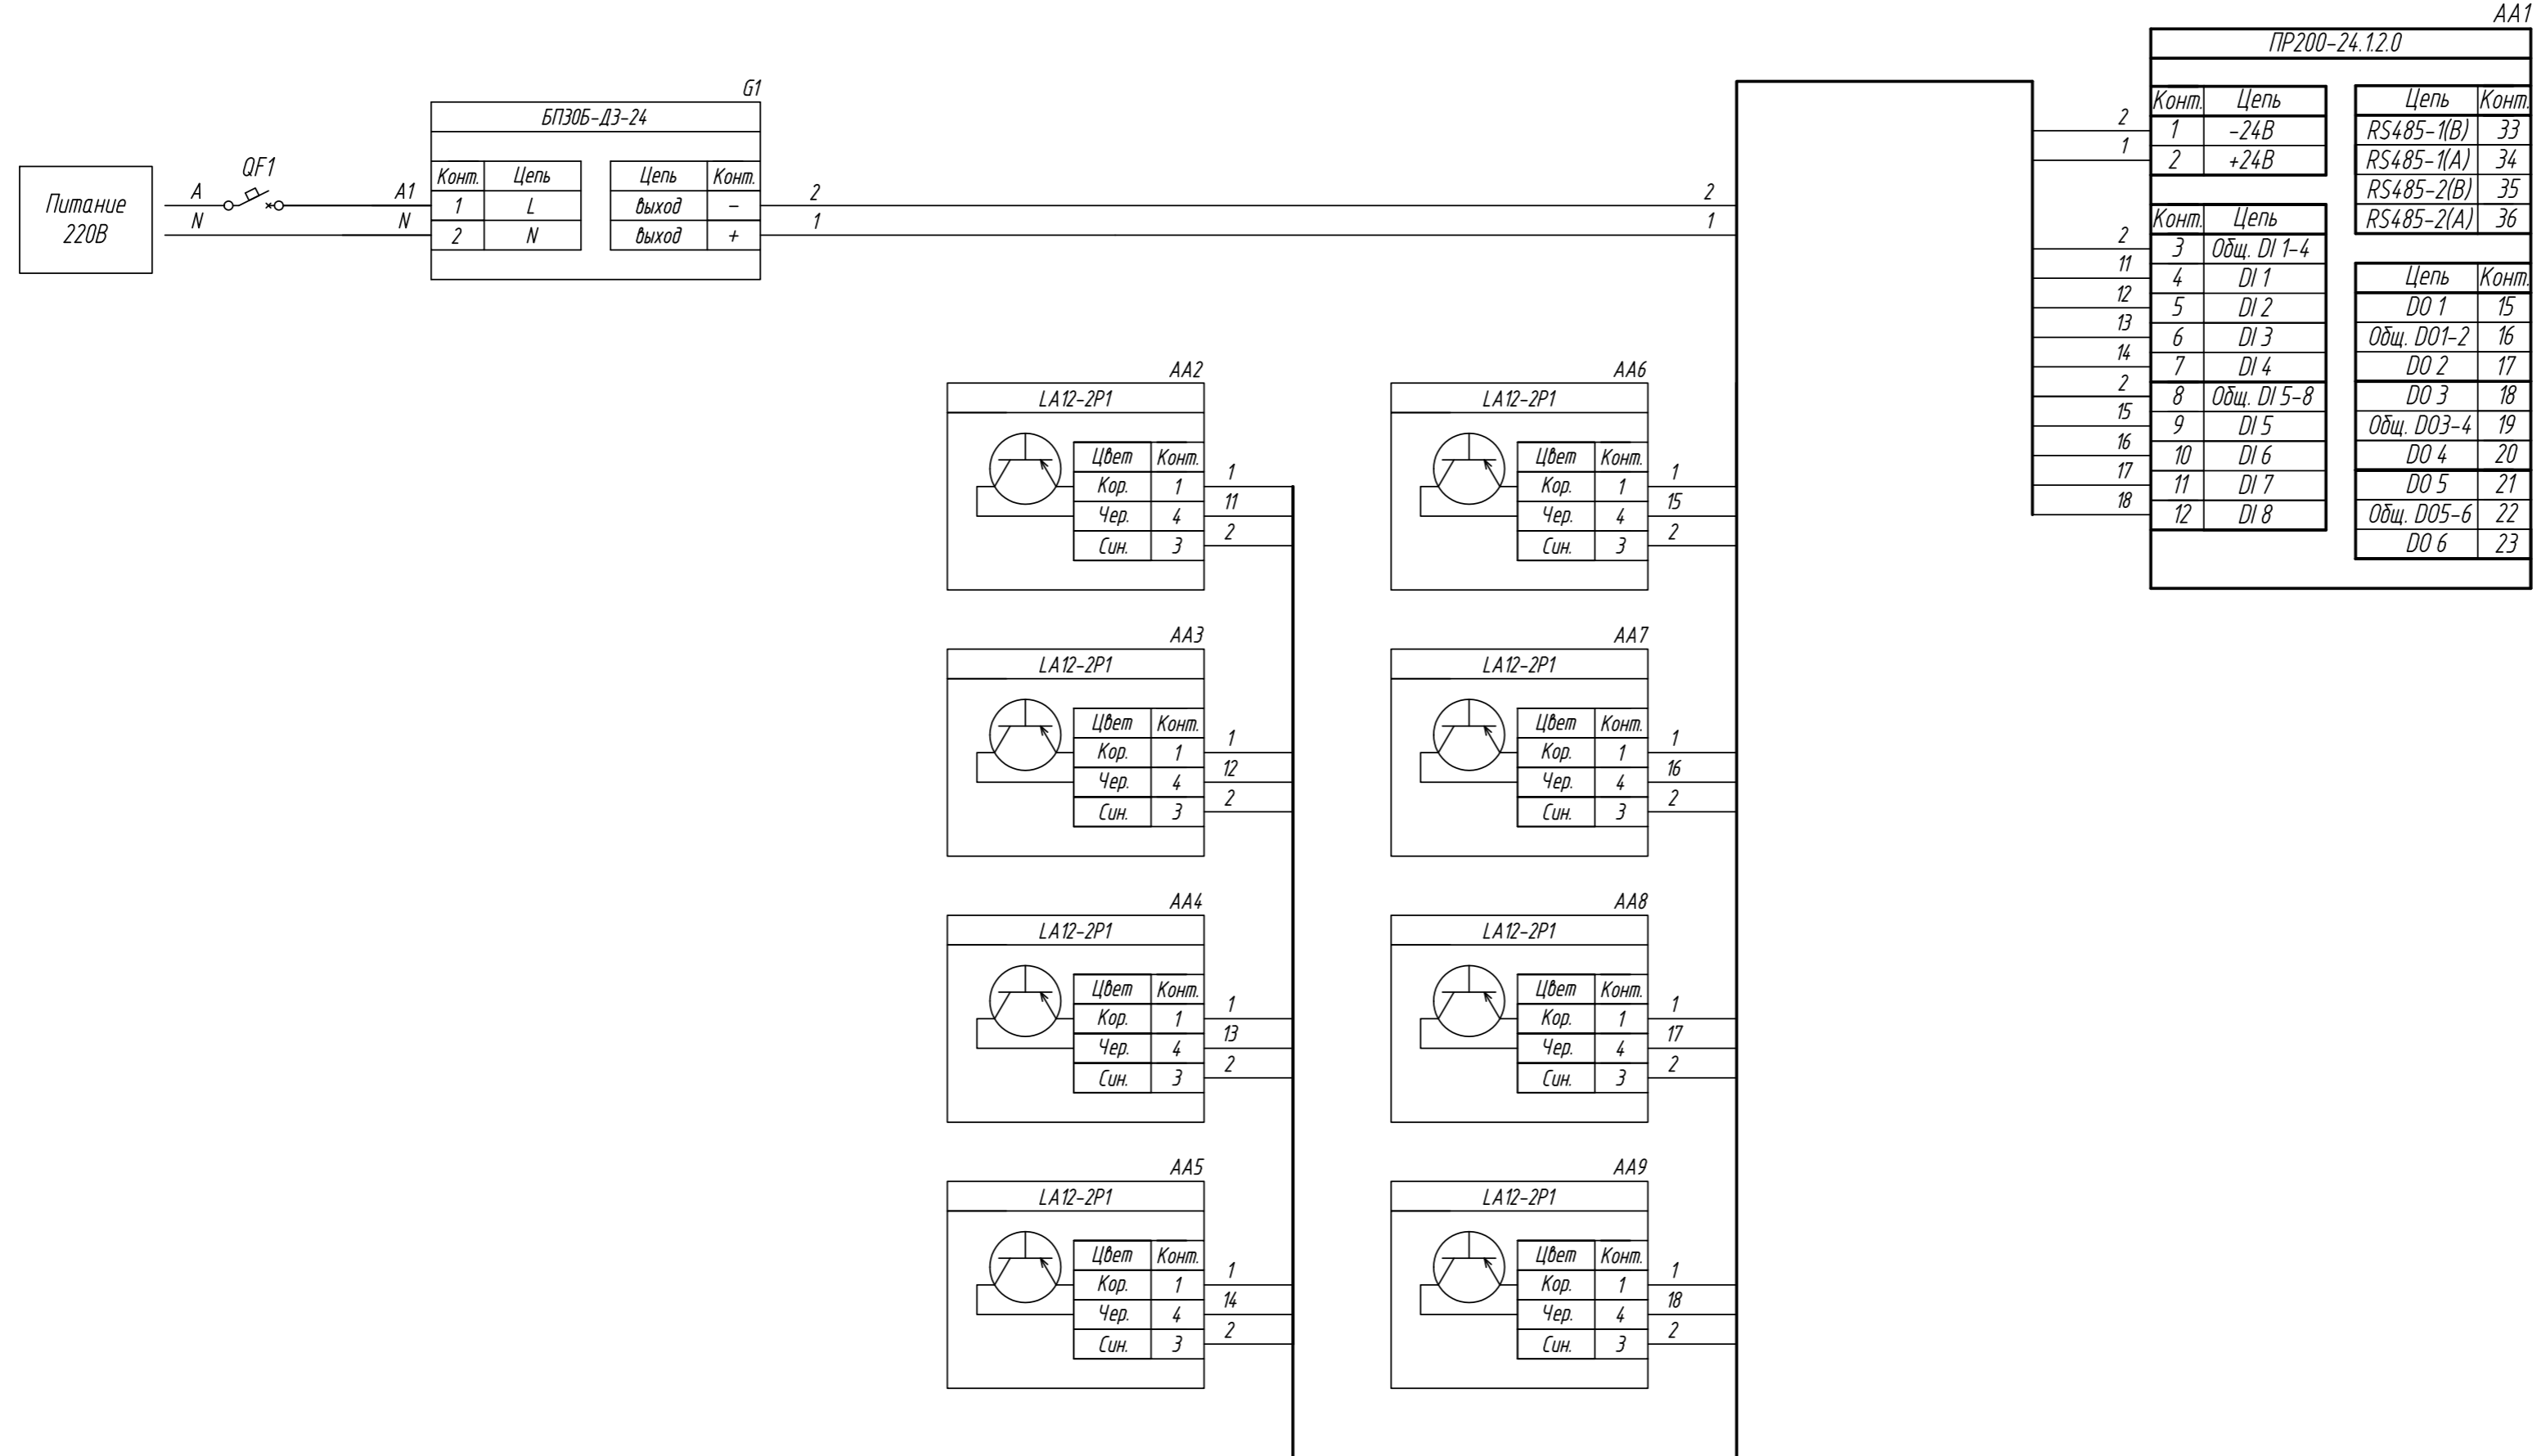 Питание
220В
A
N
QF1
A1
N
G1
БП30Б-Д3-24
Конт. Цепь Цепь Конт.
1 L выход -
2 N выход +
2
1
2
1
AA1
ПР200-24.1.2.0
Конт. Цепь
2 1 -24В
1 2 +24В
Конт. Цепь
2 3 Общ. DI 1-4
11 4 DI 1
12 5 DI 2
13 6 DI 3
14 7 DI 4
2 8 Общ. DI 5-8
15 9 DI 5
16 10 DI 6
17 11 DI 7
18 12 DI 8
Цепь Конт.
RS485-1(B) 33
RS485-1(A) 34
RS485-2(B) 35
RS485-2(A) 36
Цепь Конт.
DO 1 15
Общ. DO1-2 16
DO 2 17
DO 3 18
Общ. DO3-4 19
DO 4 20
DO 5 21
Общ. DO5-6 22
DO 6 23
AA2
LA12-2P1
Цвет Конт.
Кор. 1 1
Чер. 4 11
Син. 3 2
AA6
LA12-2P1
Цвет Конт.
Кор. 1 1
Чер. 4 15
Син. 3 2
AA3
LA12-2P1
Цвет Конт.
Кор. 1 1
Чер. 4 12
Син. 3 2
AA7
LA12-2P1
Цвет Конт.
Кор. 1 1
Чер. 4 16
Син. 3 2
AA4
LA12-2P1
Цвет Конт.
Кор. 1 1
Чер. 4 13
Син. 3 2
AA8
LA12-2P1
Цвет Конт.
Кор. 1 1
Чер. 4 17
Син. 3 2
AA5
LA12-2P1
Цвет Конт.
Кор. 1 1
Чер. 4 14
Син. 3 2
AA9
LA12-2P1
Цвет Конт.
Кор. 1 1
Чер. 4 18
Син. 3 2